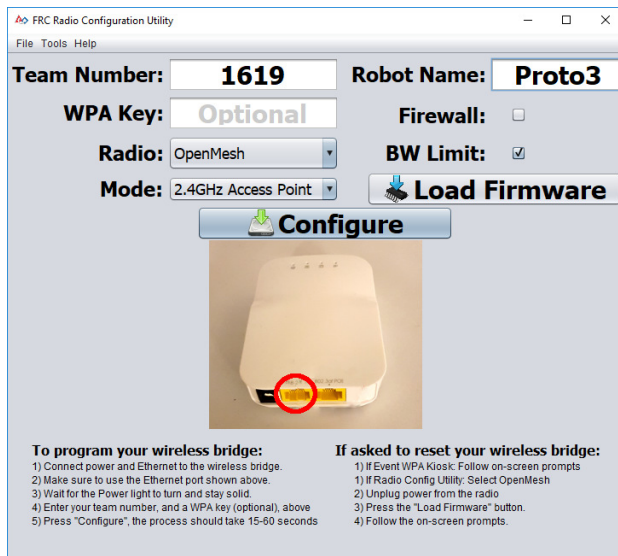 FRC Radio Configuration Utility
File Tools Help
Team Number: 1619 Robot Name: Proto3
WPA Key: Optional Firewall:
Radio: OpenMesh BW Limit:
Mode: 2.4GHz Access Point Load Firmware
Configure
To program your wireless bridge:
1) Connect power and Ethernet to the wireless bridge.
2) Make sure to use the Ethernet port shown above.
3) Wait for the Power light to turn and stay solid.
4) Enter your team number, and a WPA key (optional), above
5) Press "Configure", the process should take 15-60 seconds
If asked to reset your wireless bridge:
1) If Event WPA Kiosk: Follow on-screen prompts
1) If Radio Config Utility: Select OpenMesh
2) Unplug power from the radio
3) Press the "Load Firmware" button.
4) Follow the on-screen prompts.